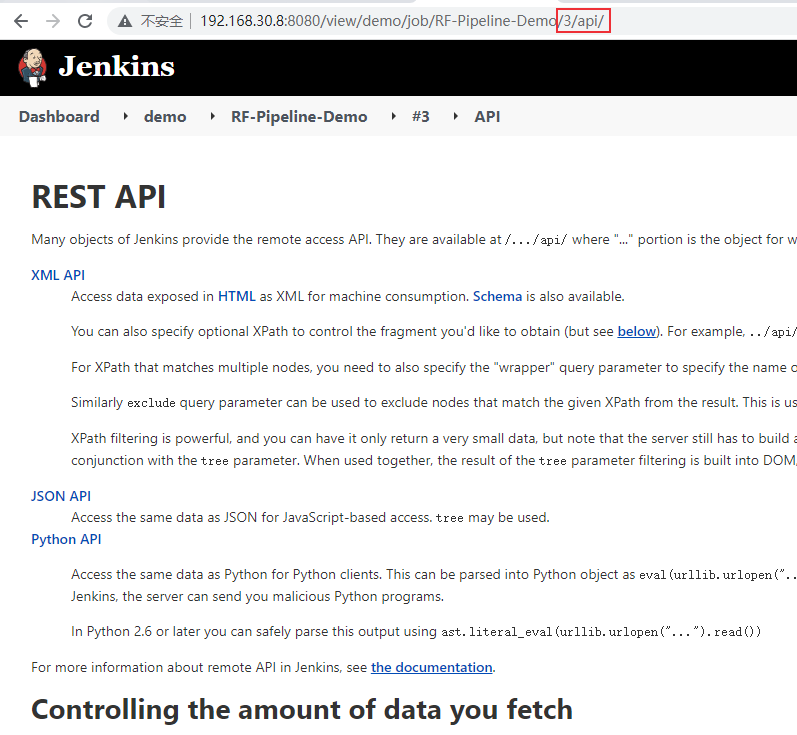 不安全 192.168.30.8:8080/view/demo/job/RF-Pipeline-Demo/3/api/
Jenkins
Dashboard demo RF-Pipeline-Demo #3 API
REST API
Many objects of Jenkins provide the remote access API. They are available at /.../api/ where "..." portion is the object for w
XML API
Access data exposed in HTML as XML for machine consumption. Schema is also available.
You can also specify optional XPath to control the fragment you'd like to obtain (but see below). For example, ../api/
For XPath that matches multiple nodes, you need to also specify the "wrapper" query parameter to specify the name o
Similarly exclude query parameter can be used to exclude nodes that match the given XPath from the result. This is us
XPath filtering is powerful, and you can have it only return a very small data, but note that the server still has to build a
conjunction with the tree parameter. When used together, the result of the tree parameter filtering is built into DOM,
JSON API
Access the same data as JSON for JavaScript-based access. tree may be used.
Python API
Access the same data as Python for Python clients. This can be parsed into Python object as eval(urllib.urlopen("..
Jenkins, the server can send you malicious Python programs.
In Python 2.6 or later you can safely parse this output using ast.literal_eval(urllib.urlopen("...").read())
For more information about remote API in Jenkins, see the documentation.
Controlling the amount of data you fetch